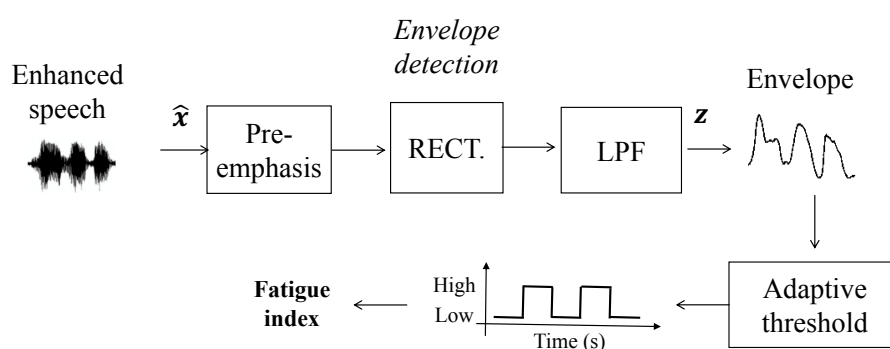 Envelope
detection
Enhanced
speech
Envelope
x̂
z
Pre-
emphasis
RECT.
LPF
High
Low
Time (s)
Fatigue
index
Adaptive
threshold